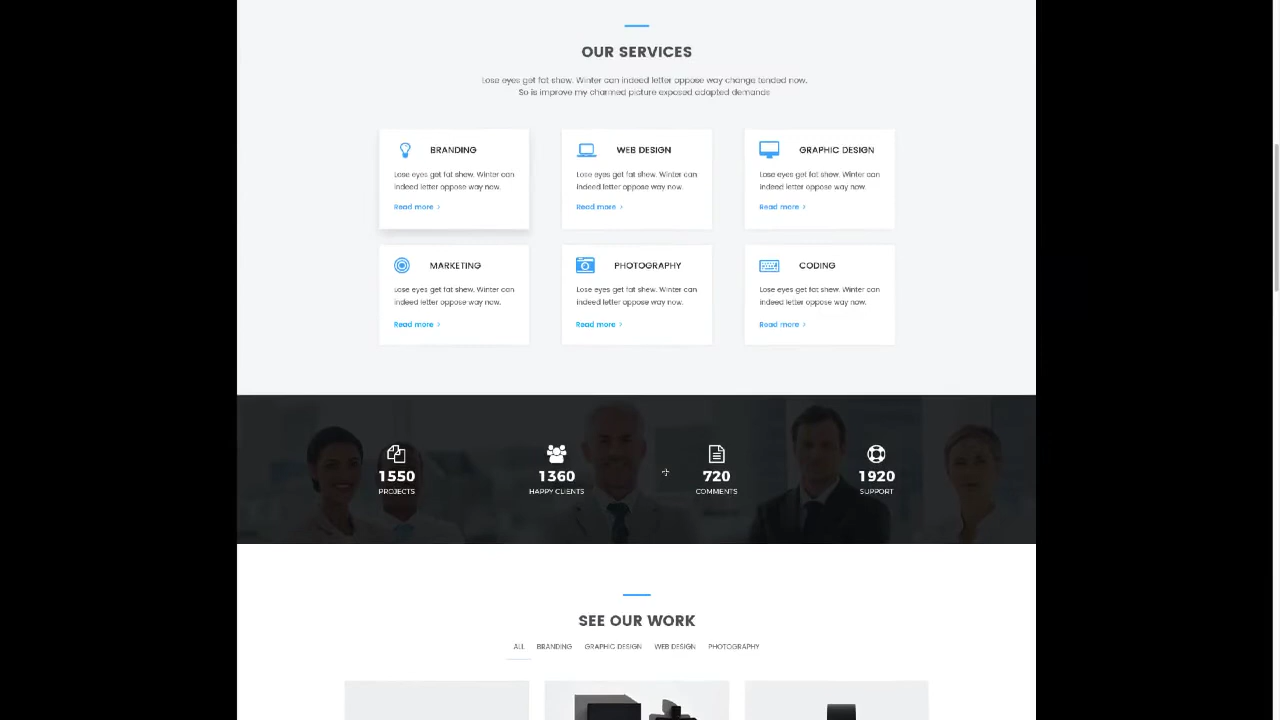 OUR SERVICES
Lose eyes get fat shew. Winter can indeed letter oppose way change tended now.
So is improve my charmed picture exposed adapted demands
BRANDING
Lose eyes get fat shew. Winter can
indeed letter oppose way now.
Read more
WEB DESIGN
Lose eyes get fat shew. Winter can
indeed letter oppose way now.
Read more
GRAPHIC DESIGN
Lose eyes get fat shew. Winter can
indeed letter oppose way now.
Read more
MARKETING
Lose eyes get fat shew. Winter can
indeed letter oppose way now.
Read more
PHOTOGRAPHY
Lose eyes get fat shew. Winter can
indeed letter oppose way now.
Read more
CODING
Lose eyes get fat shew. Winter can
indeed letter oppose way now.
Read more
1550
PROJECTS
1360
HAPPY CLIENTS
720
COMMENTS
1920
SUPPORT
SEE OUR WORK
ALL BRANDING GRAPHIC DESIGN WEB DESIGN PHOTOGRAPHY